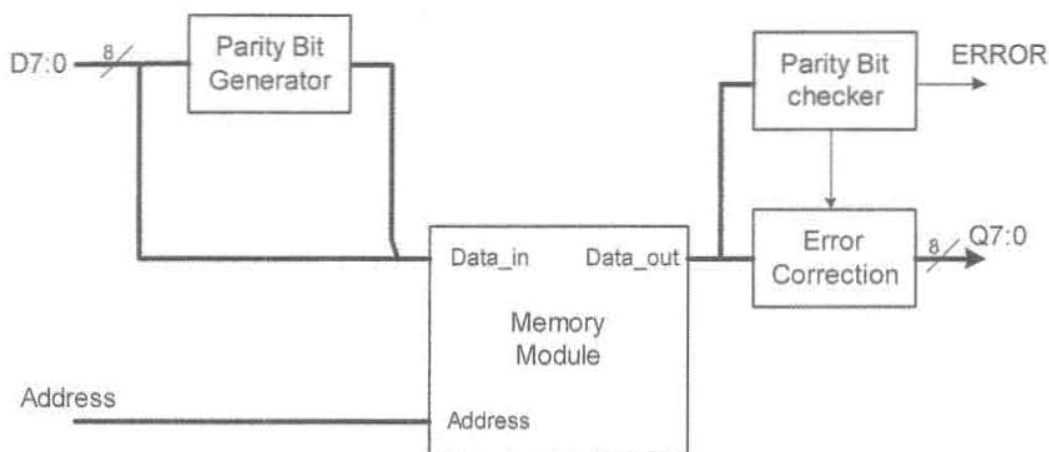 D7:0
8
Parity Bit
Generator
Parity Bit
checker
ERROR
Data_in
Data_out
Error
Correction
8
Q7:0
Memory
Module
Address
Address